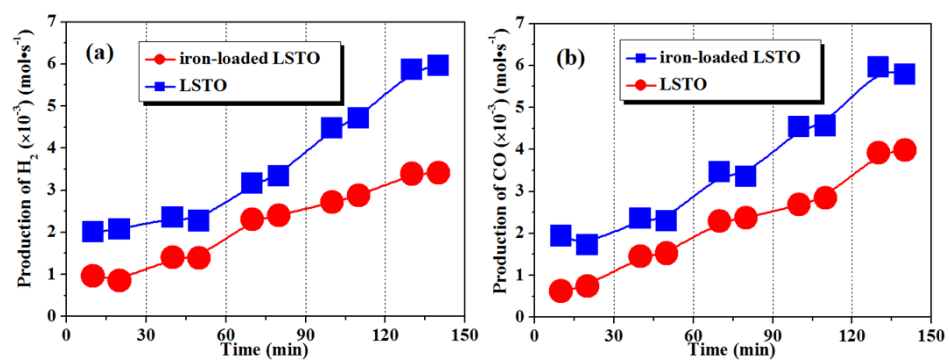 (a)
iron-loaded LSTO
LSTO
Production of H2 (×10-3) (mol•s-1)
7
6
5
4
3
2
1
0
0 30 60 90 120 150
Time (min)
(b)
iron-loaded LSTO
LSTO
Production of CO (×10-3) (mol•s-1)
7
6
5
4
3
2
1
0
0 30 60 90 120 150
Time (min)